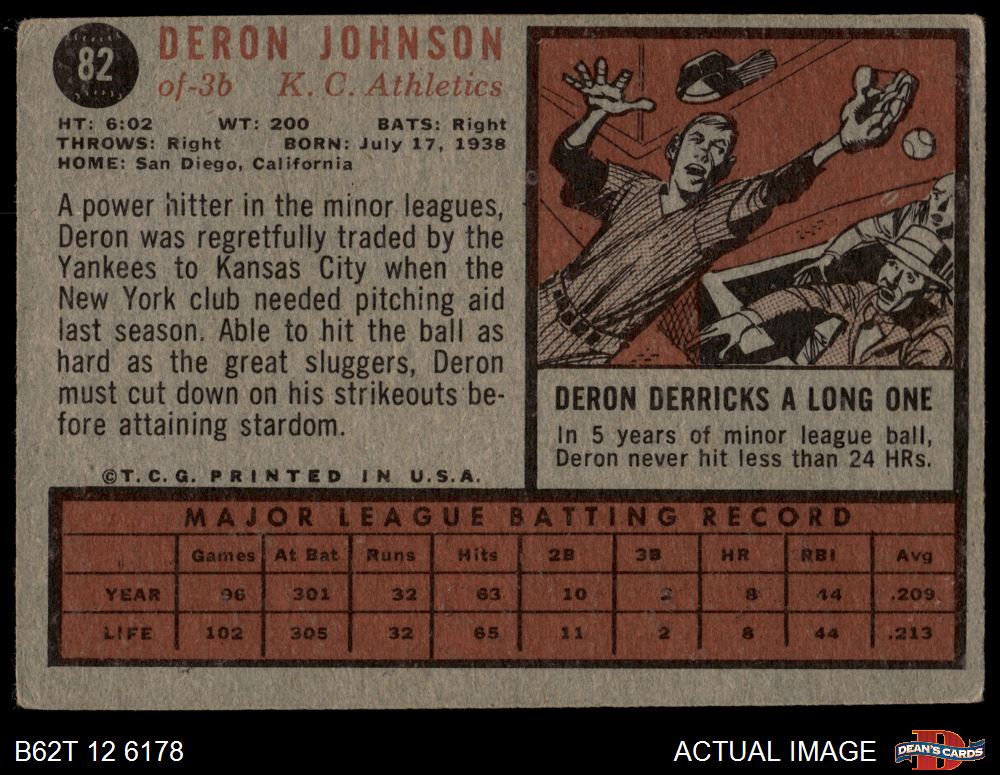 82
DERON JOHNSON
of-3b K. C. Athletics
HT: 6:02 WT: 200 BATS: Right
THROWS: Right BORN: July 17, 1938
HOME: San Diego, California
A power hitter in the minor leagues,
Deron was regretfully traded by the
Yankees to Kansas City when the
New York club needed pitching aid
last season. Able to hit the ball as
hard as the great sluggers, Deron
must cut down on his strikeouts be-
fore attaining stardom.
©T.C.G. PRINTED IN U.S.A.
DERON DERRICKS A LONG ONE
In 5 years of minor league ball,
Deron never hit less than 24 HRs.
MAJOR LEAGUE BATTING RECORD
Games At Bat Runs Hits 2B 3B HR RBI Avg
YEAR 96 301 32 63 10 2 8 44 .209
LIFE 102 305 32 65 11 2 8 44 .213
B62T 12 6178 ACTUAL IMAGE
D
DEAN'S CARDS